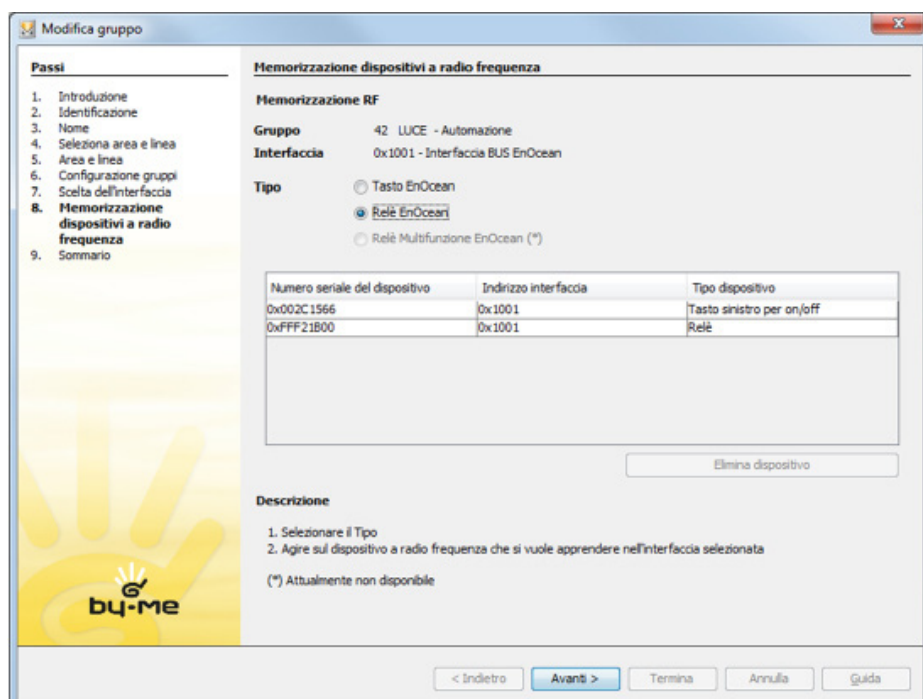 Modifica gruppo
Passi
1. Introduzione
2. Identificazione
3. Nome
4. Seleziona area e linea
5. Area e linea
6. Configurazione gruppi
7. Scelta dell'interfaccia
8. Memorizzazione
dispositivi a radio
frequenza
9. Sommario
by-me
Memorizzazione dispositivi a radio frequenza
Memorizzazione RF
Gruppo 42 LUCE - Automazione
Interfaccia 0x1001 - Interfaccia BUS EnOcean
Tipo Tasto EnOcean
Relè EnOcean
Relè Multifunzione EnOcean (*)
Numero seriale del dispositivo Indirizzo interfaccia Tipo dispositivo
0x002C1566 0x1001 Tasto sinistro per on/off
0xFFF21B00 0x1001 Relè
Elimina dispositivo
Descrizione
1. Selezionare il Tipo
2. Agire sul dispositivo a radio frequenza che si vuole apprendere nell'interfaccia selezionata
(*) Attualmente non disponibile
< Indietro Avanti > Termina Annulla Guida